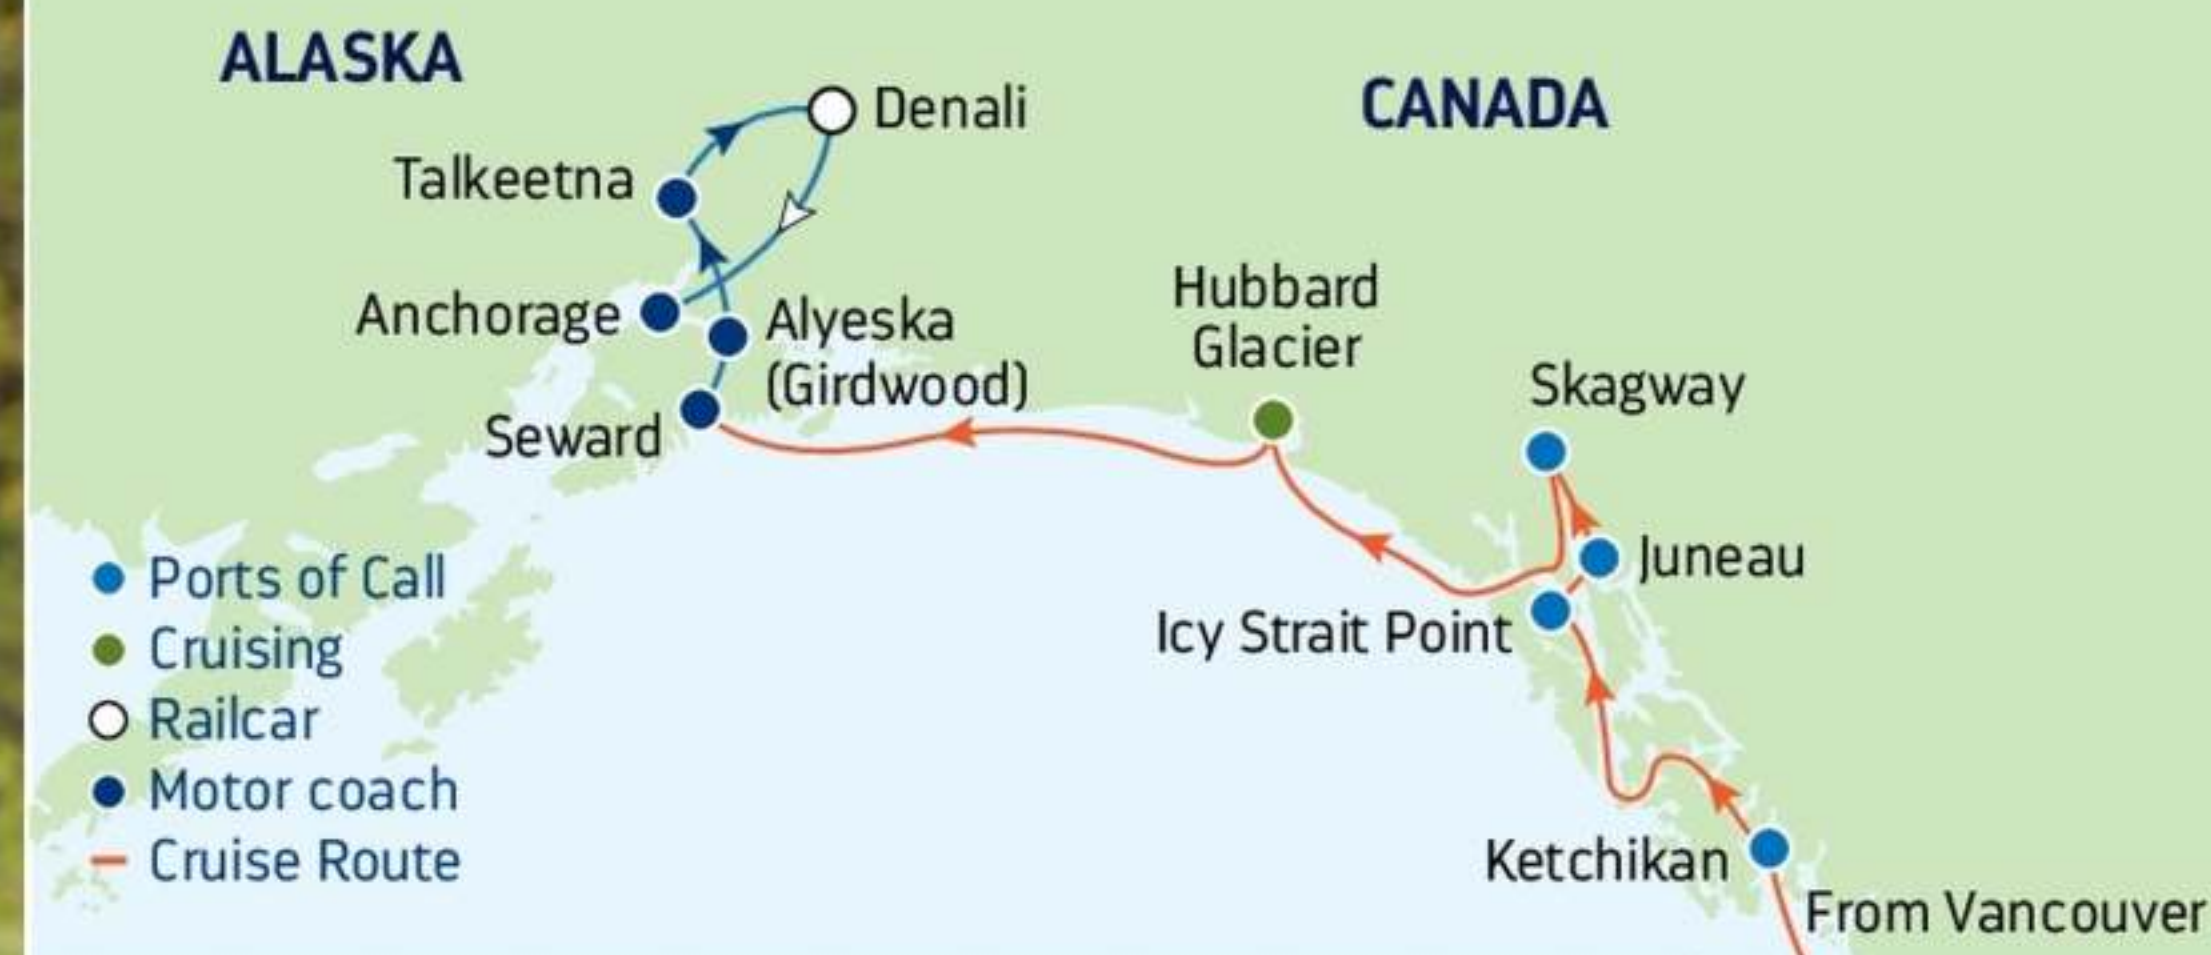 ALASKA
CANADA
Denali
Talkeetna
Anchorage
Alyeska
(Girdwood)
Seward
Hubbard
Glacier
Skagway
Juneau
Icy Strait Point
Ketchikan
From Vancouver
Ports of Call
Cruising
Railcar
Motor coach
Cruise Route